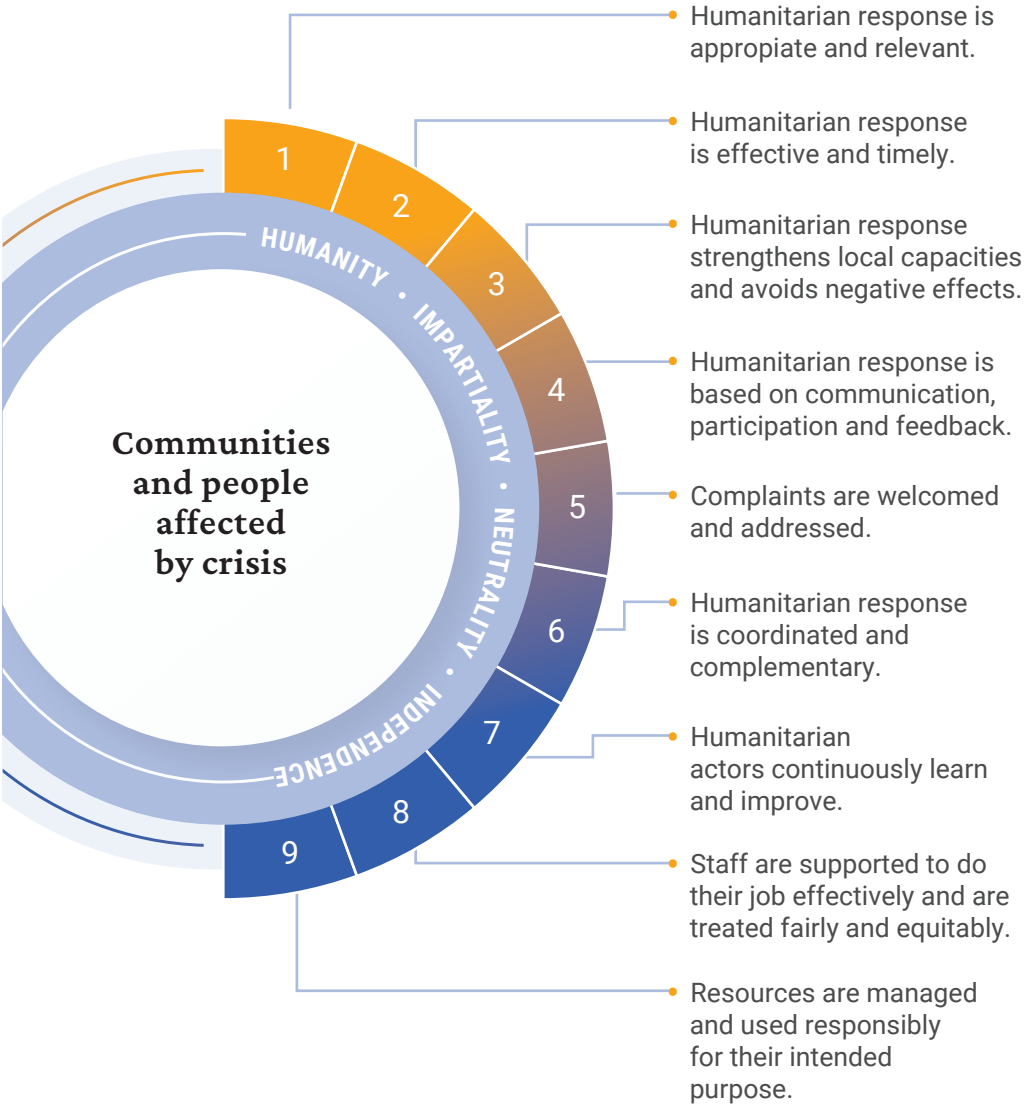 Communities
and people
affected
by crisis
HUMANITY • IMPARTIALITY • NEUTRALITY • INDEPENDENCE
1
Humanitarian response is
appropiate and relevant.
2
Humanitarian response
is effective and timely.
3
Humanitarian response
strengthens local capacities
and avoids negative effects.
4
Humanitarian response is
based on communication,
participation and feedback.
5
Complaints are welcomed
and addressed.
6
Humanitarian response
is coordinated and
complementary.
7
Humanitarian
actors continuously learn
and improve.
8
Staff are supported to do
their job effectively and are
treated fairly and equitably.
9
Resources are managed
and used responsibly
for their intended
purpose.